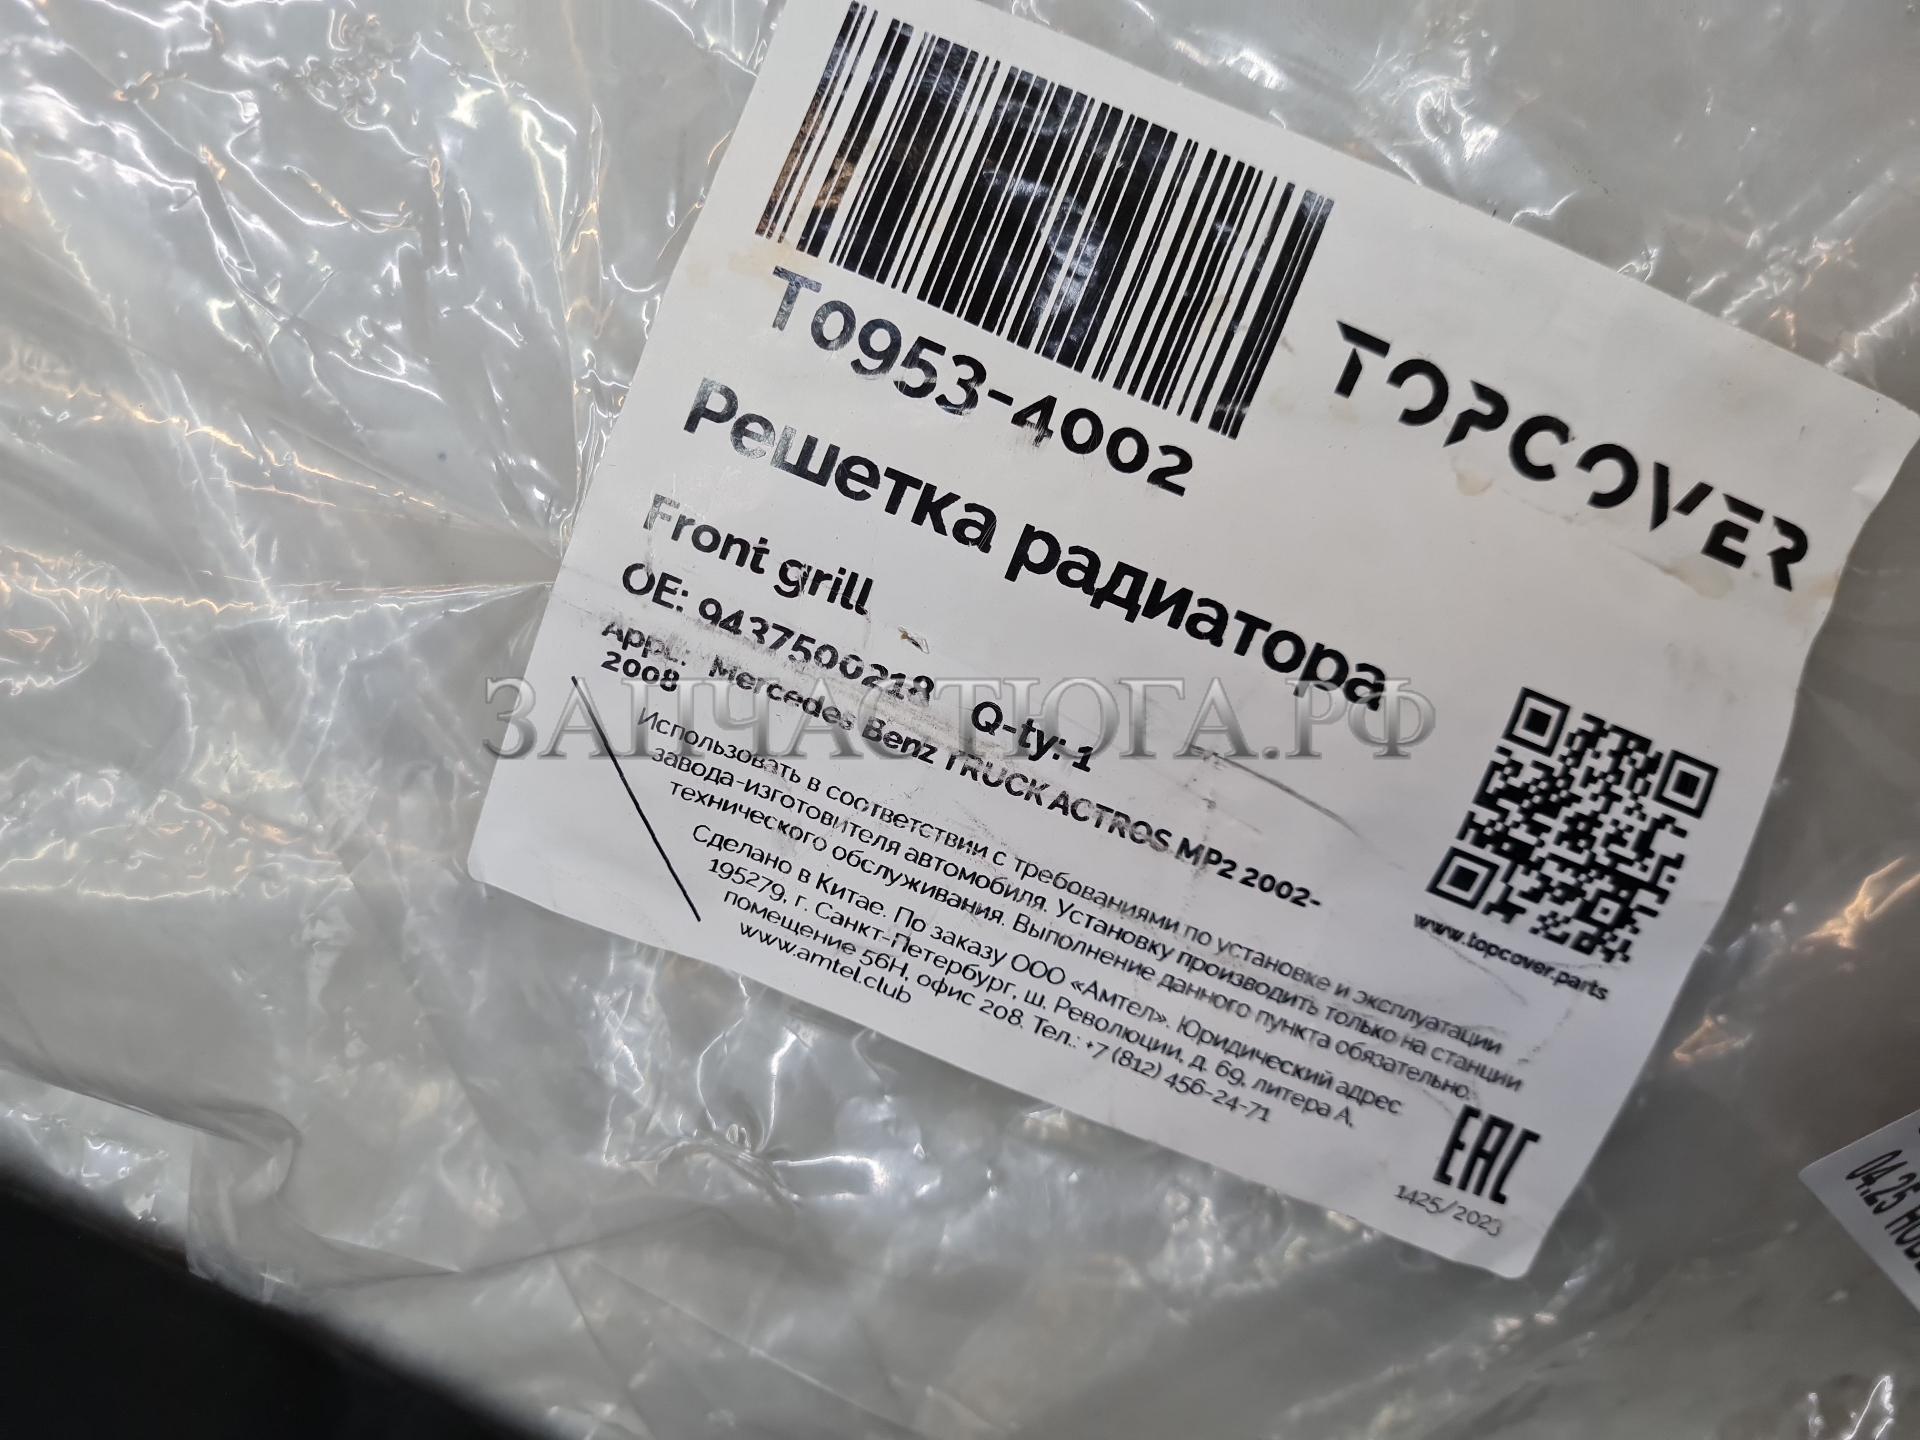 TOPCOVER
T0953-4002
Решетка радиатора
Front grill
OE: 9437500218 Q-ty: 1
Appl.: Mercedes Benz TRUCK ACTROS MP2 2002-
2008
Использовать в соответствии с требованиями по установке и эксплуатации
завода-изготовителя автомобиля. Установку производить только на станции
технического обслуживания. Выполнение данного пункта обязательно.
Сделано в Китае. По заказу ООО «Амтел». Юридический адрес
195279, г. Санкт-Петербург, ш. Революции, д. 69, литера А,
помещение 56Н, офис 208. Тел.: +7 (812) 456-24-71
www.amtel.club
www.topcover.parts
EAC
1425/2023
ЗАПЧАСТЮГА.РФ
04.25